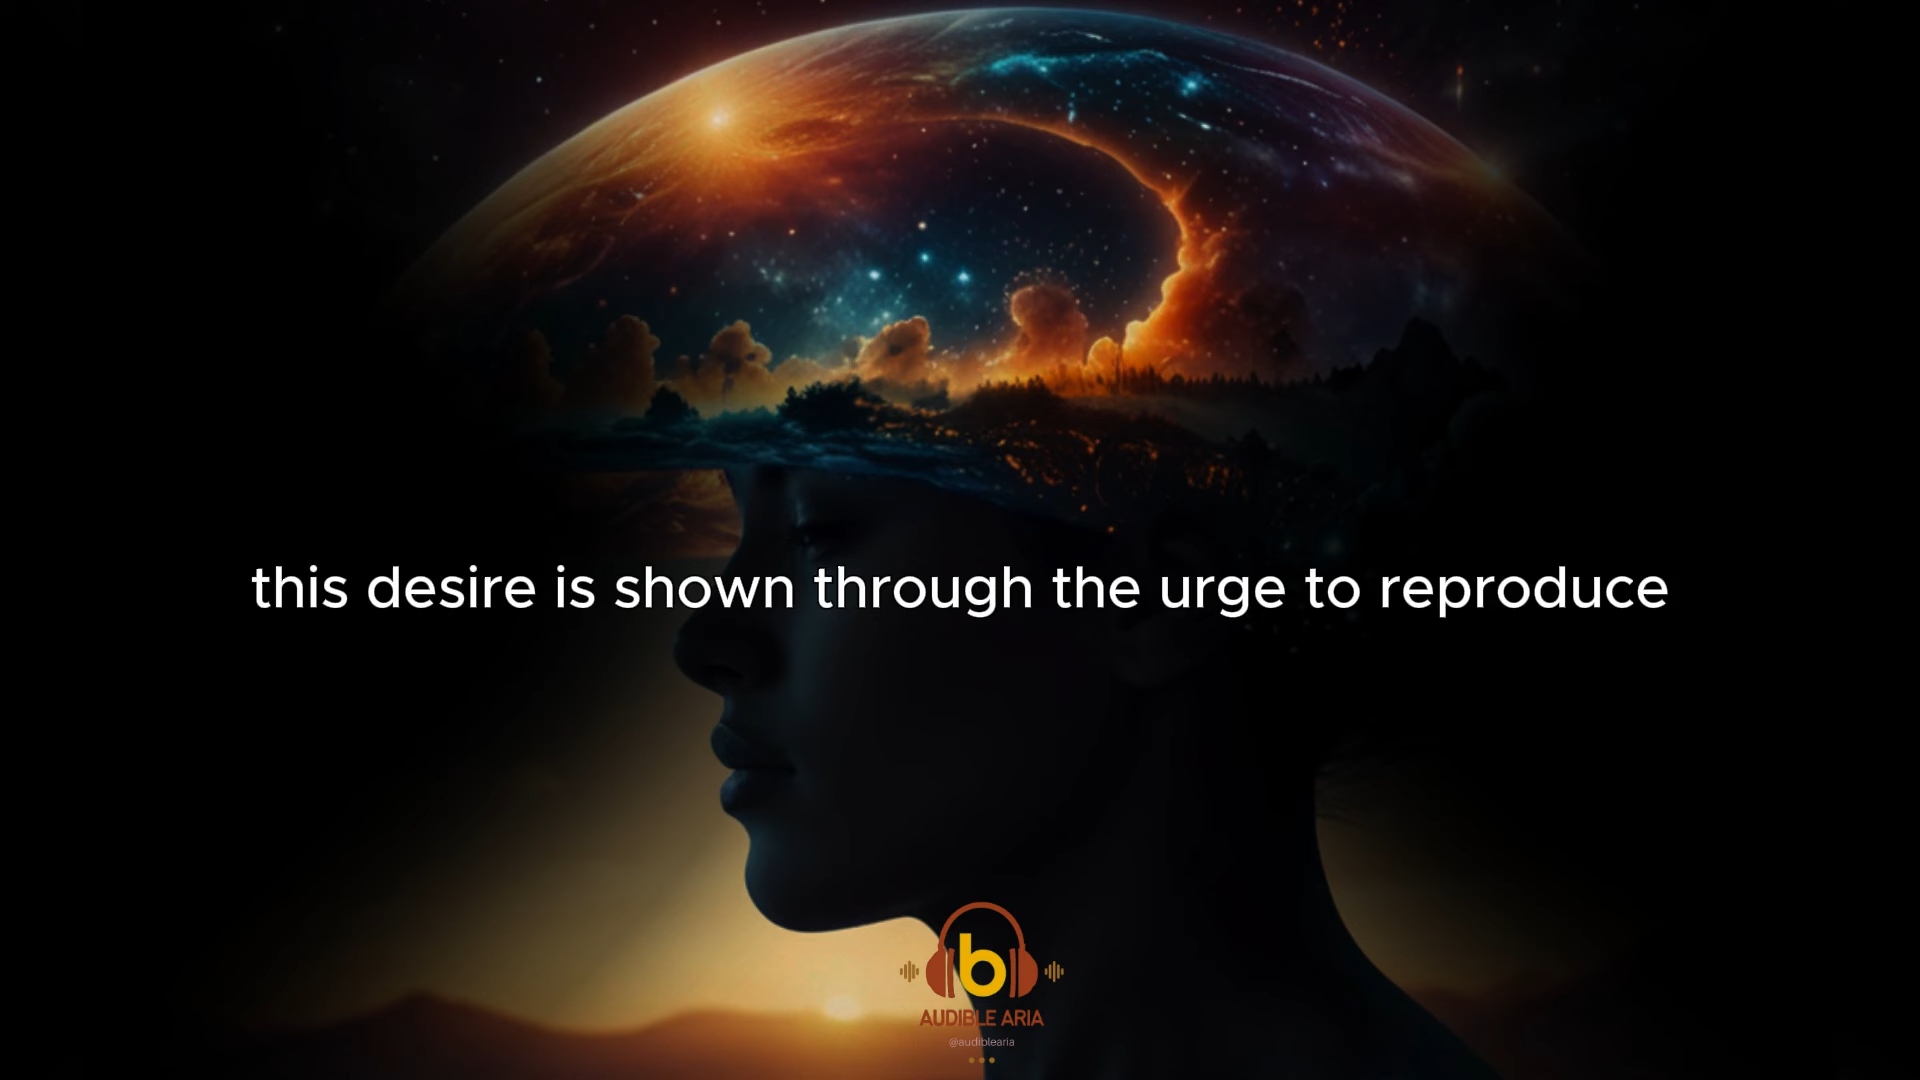 this desire is shown through the urge to reproduce
b
AUDIBLE ARIA
@audiblearia